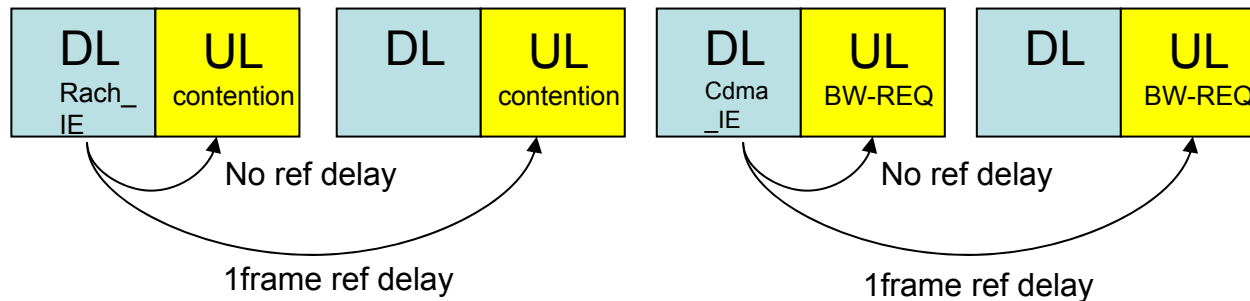 DL UL DL UL DL UL DL UL
Rach_ contention contention Cdma BW-REQ BW-REQ
IE _IE
No ref delay No ref delay
1frame ref delay 1frame ref delay